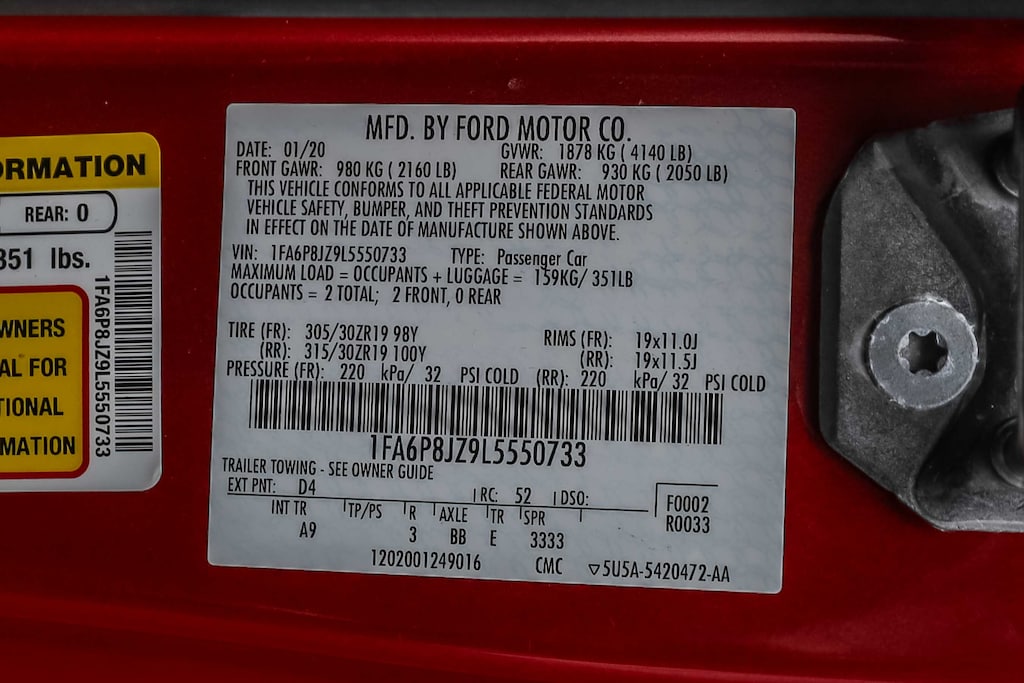 ORMATION
REAR: 0
351 lbs.
WNERS
AL FOR
TIONAL
MATION
1FA6P8JZ9L5550733
MFD. BY FORD MOTOR CO.
DATE: 01/20 GVWR: 1878 KG ( 4140 LB)
FRONT GAWR: 980 KG ( 2160 LB) REAR GAWR: 930 KG ( 2050 LB)
THIS VEHICLE CONFORMS TO ALL APPLICABLE FEDERAL MOTOR
VEHICLE SAFETY, BUMPER, AND THEFT PREVENTION STANDARDS
IN EFFECT ON THE DATE OF MANUFACTURE SHOWN ABOVE.
VIN: 1FA6P8JZ9L5550733 TYPE: Passenger Car
MAXIMUM LOAD = OCCUPANTS + LUGGAGE = 159KG/ 351LB
OCCUPANTS = 2 TOTAL; 2 FRONT, 0 REAR
TIRE (FR): 305/30ZR19 98Y RIMS (FR): 19x11.0J
(RR): 315/30ZR19 100Y (RR): 19x11.5J
PRESSURE (FR): 220 kPa/ 32 PSI COLD (RR): 220 kPa/ 32 PSI COLD
1FA6P8JZ9L5550733
TRAILER TOWING - SEE OWNER GUIDE
EXT PNT: D4 RC: 52 DSO: F0002
INT TR TP/PS R AXLE TR SPR R0033
A9 3 BB E 3333
1202001249016 CMC ▽5U5A-5420472-AA